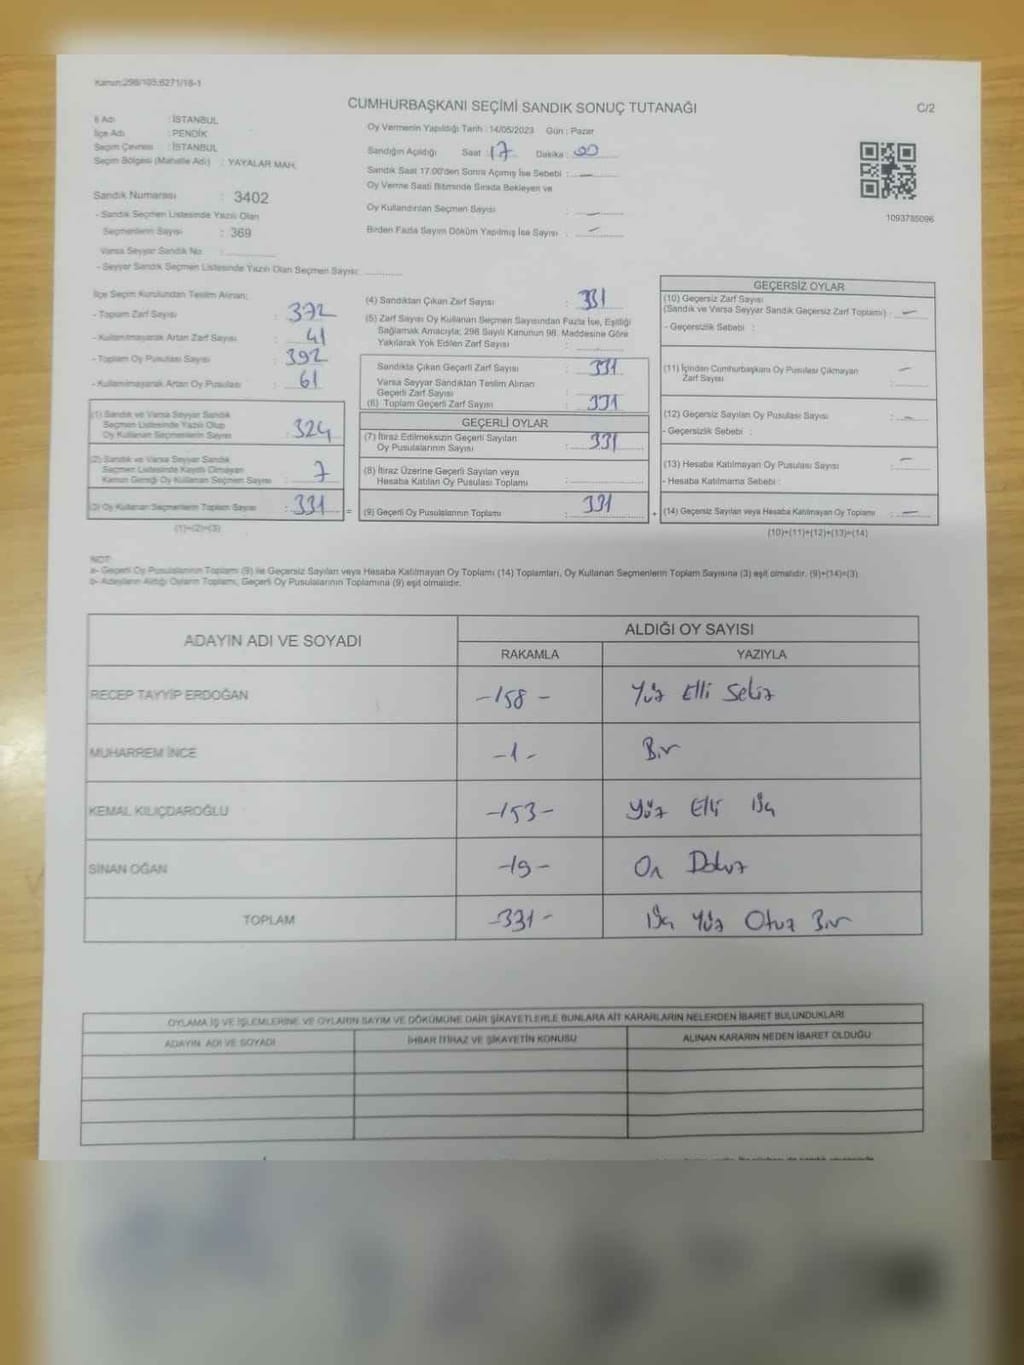 Kanun:298/105;6271/18-1
CUMHURBAŞKANI SEÇİMİ SANDIK SONUÇ TUTANAĞI
C/2
İl Adı : İSTANBUL
İlçe Adı : PENDİK
Seçim Çevresi : İSTANBUL
Seçim Bölgesi (Mahalle Adı) : YAYALAR MAH.
Sandık Numarası : 3402
- Sandık Seçmen Listesinde Yazılı Olan
Seçmenlerin Sayısı : 369
Varsa Seyyar Sandık No :
- Seyyar Sandık Seçmen Listesinde Yazılı Olan Seçmen Sayısı:
Oy Vermenin Yapıldığı Tarih : 14/05/2023 Gün : Pazar
Sandığın Açıldığı Saat : 17 Dakika : 00
Sandık Saat 17.00'den Sonra Açılmış İse Sebebi : —
Oy Verme Saati Bitiminde Sırada Bekleyen ve
Oy Kullandırılan Seçmen Sayısı : —
Birden Fazla Sayım Döküm Yapılmış İse Sayısı : —
1093785096
İlçe Seçim Kurulundan Teslim Alınan;
- Toplam Zarf Sayısı : 372
- Kullanılmayarak Artan Zarf Sayısı : 41
- Toplam Oy Pusulası Sayısı : 392
- Kullanılmayarak Artan Oy Pusulası : 61
(1) Sandık ve Varsa Seyyar Sandık
Seçmen Listesinde Yazılı Olup
Oy Kullanan Seçmenlerin Sayısı : 324
(2) Sandık ve Varsa Seyyar Sandık
Seçmen Listesinde Kayıtlı Olmayan
Kanun Gereği Oy Kullanan Seçmen Sayısı : 7
(3) Oy Kullanan Seçmenlerin Toplam Sayısı : 331 =
(1)+(2)=(3)
(4) Sandıktan Çıkan Zarf Sayısı : 331
(5) Zarf Sayısı Oy Kullanan Seçmen Sayısından Fazla İse, Eşitliği
Sağlamak Amacıyla; 298 Sayılı Kanunun 98. Maddesine Göre
Yakılarak Yok Edilen Zarf Sayısı :
Sandıkta Çıkan Geçerli Zarf Sayısı : 331
Varsa Seyyar Sandıktan Teslim Alınan
Geçerli Zarf Sayısı :
(6) Toplam Geçerli Zarf Sayısı : 331
GEÇERLİ OYLAR
(7) İtiraz Edilmeksizin Geçerli Sayılan
Oy Pusulalarının Sayısı : 331
(8) İtiraz Üzerine Geçerli Sayılan veya
Hesaba Katılan Oy Pusulası Toplamı :
(9) Geçerli Oy Pusulalarının Toplamı : 331 +
GEÇERSİZ OYLAR
(10) Geçersiz Zarf Sayısı
(Sandık ve Varsa Seyyar Sandık Geçersiz Zarf Toplamı) : —
- Geçersizlik Sebebi :
(11) İçinden Cumhurbaşkanı Oy Pusulası Çıkmayan
Zarf Sayısı : —
(12) Geçersiz Sayılan Oy Pusulası Sayısı : —
- Geçersizlik Sebebi :
(13) Hesaba Katılmayan Oy Pusulası Sayısı : —
- Hesaba Katılmama Sebebi :
(14) Geçersiz Sayılan veya Hesaba Katılmayan Oy Toplamı : —
(10)+(11)+(12)+(13)=(14)
NOT:
a- Geçerli Oy Pusulalarının Toplamı (9) ile Geçersiz Sayılan veya Hesaba Katılmayan Oy Toplamı (14) Toplamları, Oy Kullanan Seçmenlerin Toplam Sayısına (3) eşit olmalıdır. (9)+(14)=(3)
b- Adayların Aldığı Oyların Toplamı, Geçerli Oy Pusulalarının Toplamına (9) eşit olmalıdır.
ADAYIN ADI VE SOYADI
ALDIĞI OY SAYISI
RAKAMLA YAZIYLA
RECEP TAYYİP ERDOĞAN -158- Yüz Elli Sekiz
MUHARREM İNCE -1- Bir
KEMAL KILIÇDAROĞLU -153- Yüz Elli Üç
SİNAN OĞAN -19- On Dokuz
TOPLAM -331- Üç Yüz Otuz Bir
OYLAMA İŞ VE İŞLEMLERİNE VE OYLARIN SAYIM VE DÖKÜMÜNE DAİR ŞİKAYETLERLE BUNLARA AİT KARARLARIN NELERDEN İBARET BULUNDUKLARI
ADAYIN ADI VE SOYADI İHBAR İTİRAZ VE ŞİKAYETİN KONUSU ALINAN KARARIN NEDEN İBARET OLDUĞU